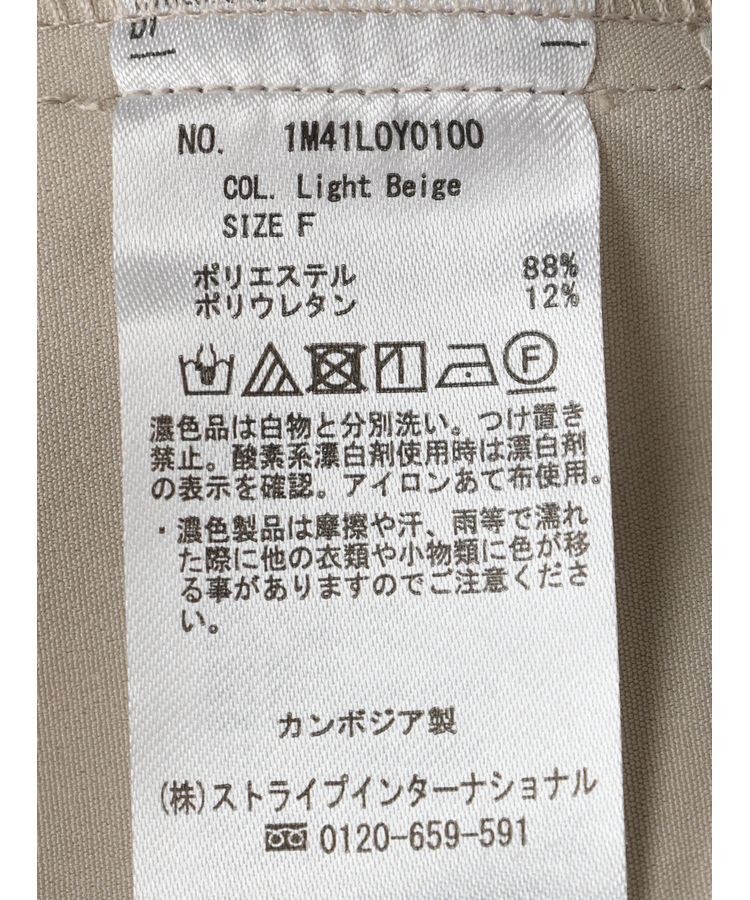 NO. 1M41L0Y0100
COL. Light Beige
SIZE F
ポリエステル 88%
ポリウレタン 12%
F
濃色品は白物と分別洗い。つけ置き
禁止。酸素系漂白剤使用時は漂白剤
の表示を確認。アイロンあて布使用。
・濃色製品は摩擦や汗、雨等で濡れ
た際に他の衣類や小物類に色が移
る事がありますのでご注意くださ
い。
カンボジア製
(株)ストライプインターナショナル
0120-659-591